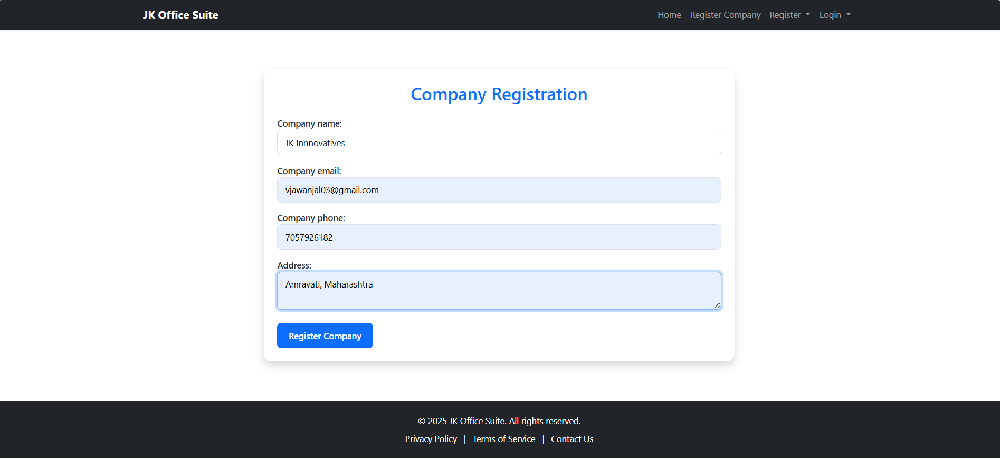 JK Office Suite Home Register Company Register Login
Company Registration
Company name:
JK Innnovatives
Company email:
vjawanjal03@gmail.com
Company phone:
7057926182
Address:
Amravati, Maharashtra
Register Company
© 2025 JK Office Suite. All rights reserved.
Privacy Policy | Terms of Service | Contact Us